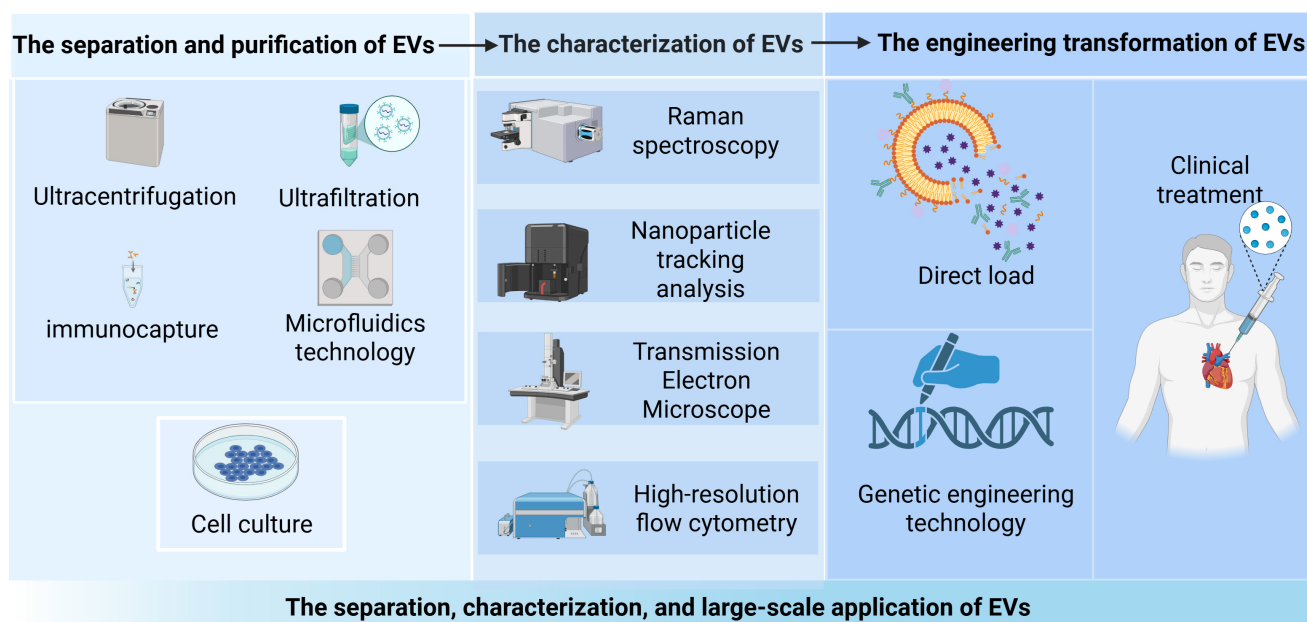 The separation and purification of EVs
The characterization of EVs
The engineering transformation of EVs
Ultracentrifugation
Ultrafiltration
immunocapture
Microfluidics
technology
Cell culture
Raman
spectroscopy
Nanoparticle
tracking
analysis
Transmission
Electron
Microscope
High-resolution
flow cytometry
Direct load
Genetic engineering
technology
Clinical
treatment
The separation, characterization, and large-scale application of EVs